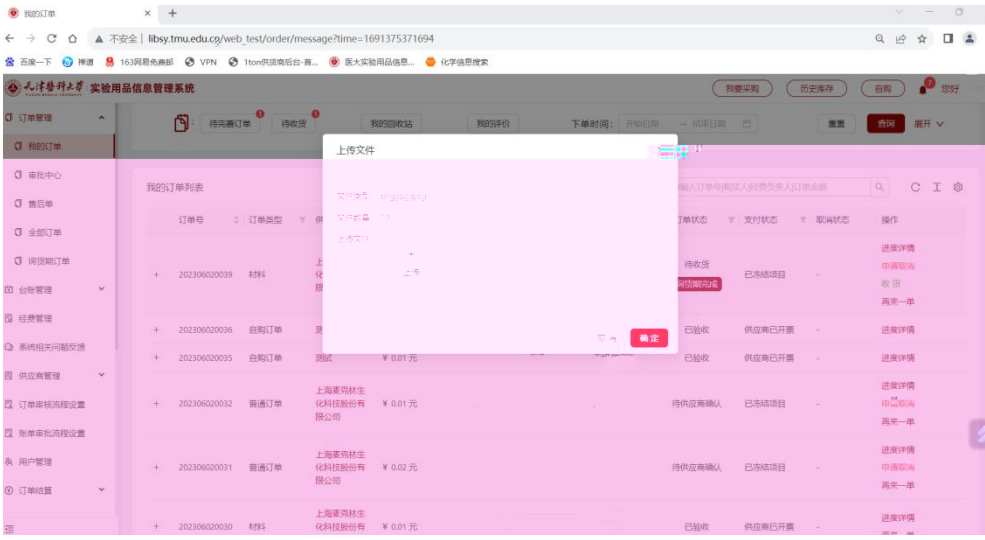 我的订单
不安全 | libsy.tmu.edu.cn/web_test/order/message?time=1691375371694
百度一下 禅道 163网易免费邮 VPN 1ton供货商后台-普... 医大实验用品信息... 化学信息搜索
天津医科大学 实验用品信息管理系统 我要采购 历史库存 自购 7 您好
订单管理
我的订单
审批中心
售后单
全部订单
询货期订单
台账管理
经费管理
系统相关问题反馈
供应商管理
订单审核流程设置
账单审批流程设置
用户管理
订单结算
待完善订单 待收货 我的回收站 我的评价 下单时间: 开始日期 → 结束日期 重置 查询 展开
上传文件
上传
确定
我的订单列表
订单号 订单类型 订单状态 支付状态 取消状态 操作
+ 202306020039 材料 待收货 询货期完成 已冻结项目 - 进度详情 申请取消 收货 再来一单
+ 202306020036 自购订单 已验收 供应商已开票 - 进度详情
+ 202306020035 自购订单 测试 ¥ 0.01 元 已验收 供应商已开票 - 进度详情
+ 202306020032 普通订单 上海麦克林生化科技股份有限公司 ¥ 0.01 元 待供应商确认 已冻结项目 - 进度详情 申请取消 再来一单
+ 202306020031 普通订单 上海麦克林生化科技股份有限公司 ¥ 0.02 元 待供应商确认 已冻结项目 - 进度详情 申请取消 再来一单
+ 202306020030 材料 上海麦克林生化科技股份有 ¥ 0.01 元 已验收 供应商已开票 - 进度详情